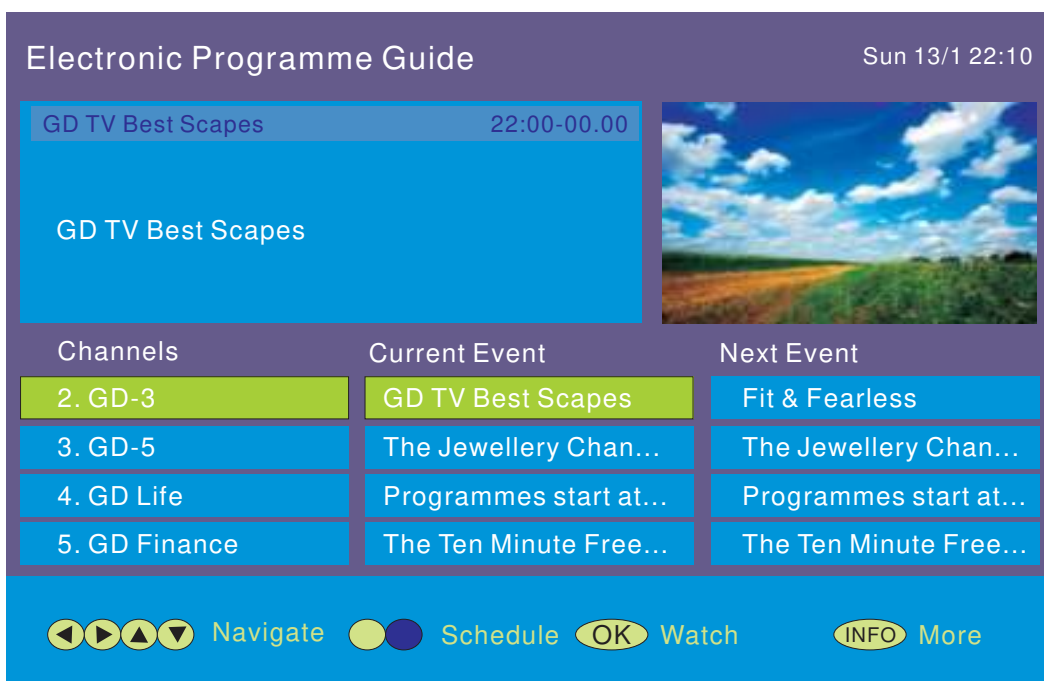 Electronic Programme Guide Sun 13/1 22:10
GD TV Best Scapes 22:00-00.00
GD TV Best Scapes
Channels Current Event Next Event
2. GD-3 GD TV Best Scapes Fit & Fearless
3. GD-5 The Jewellery Chan... The Jewellery Chan...
4. GD Life Programmes start at... Programmes start at...
5. GD Finance The Ten Minute Free... The Ten Minute Free...
Navigate Schedule OK Watch INFO More